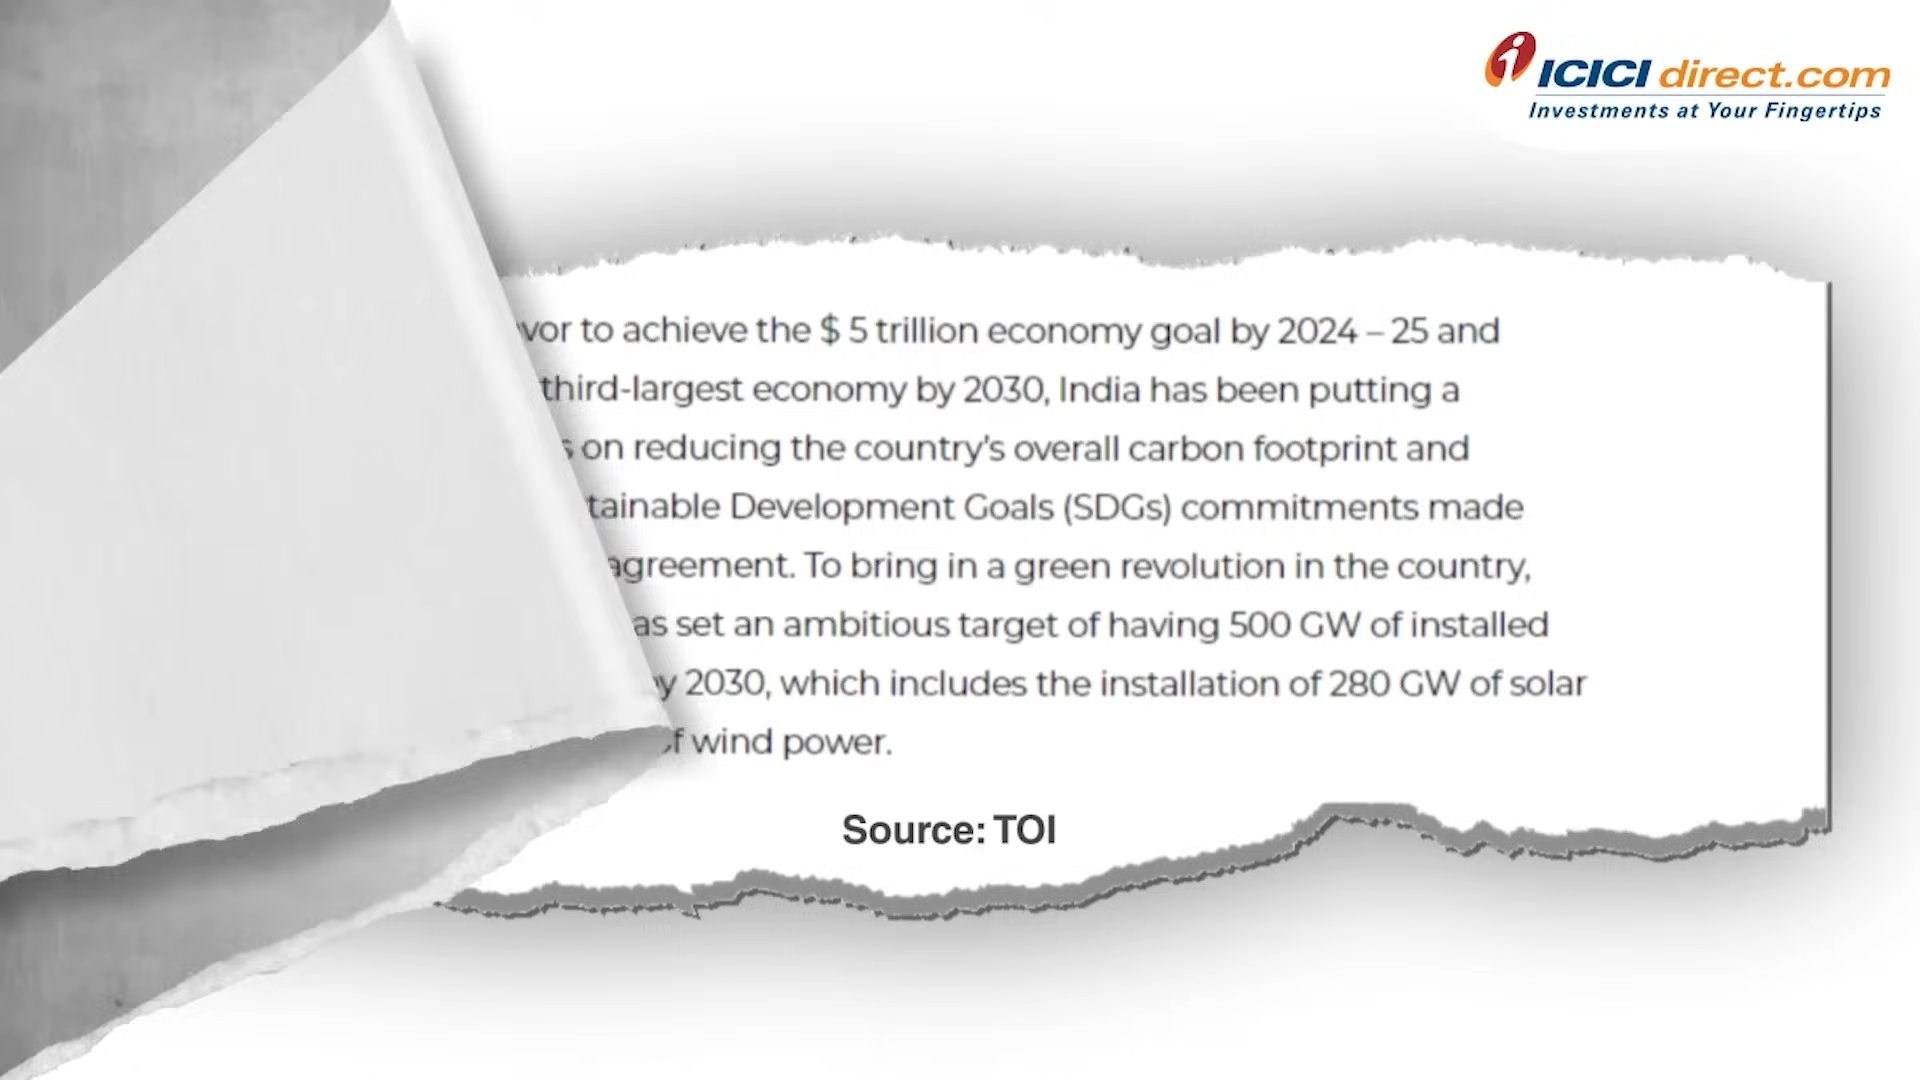 ICICI direct.com
Investments at Your Fingertips
to achieve the $ 5 trillion economy goal by 2024 – 25 and
third-largest economy by 2030, India has been putting a
on reducing the country's overall carbon footprint and
Development Goals (SDGs) commitments made
agreement. To bring in a green revolution in the country,
set an ambitious target of having 500 GW of installed
2030, which includes the installation of 280 GW of solar
wind power.
Source: TOI